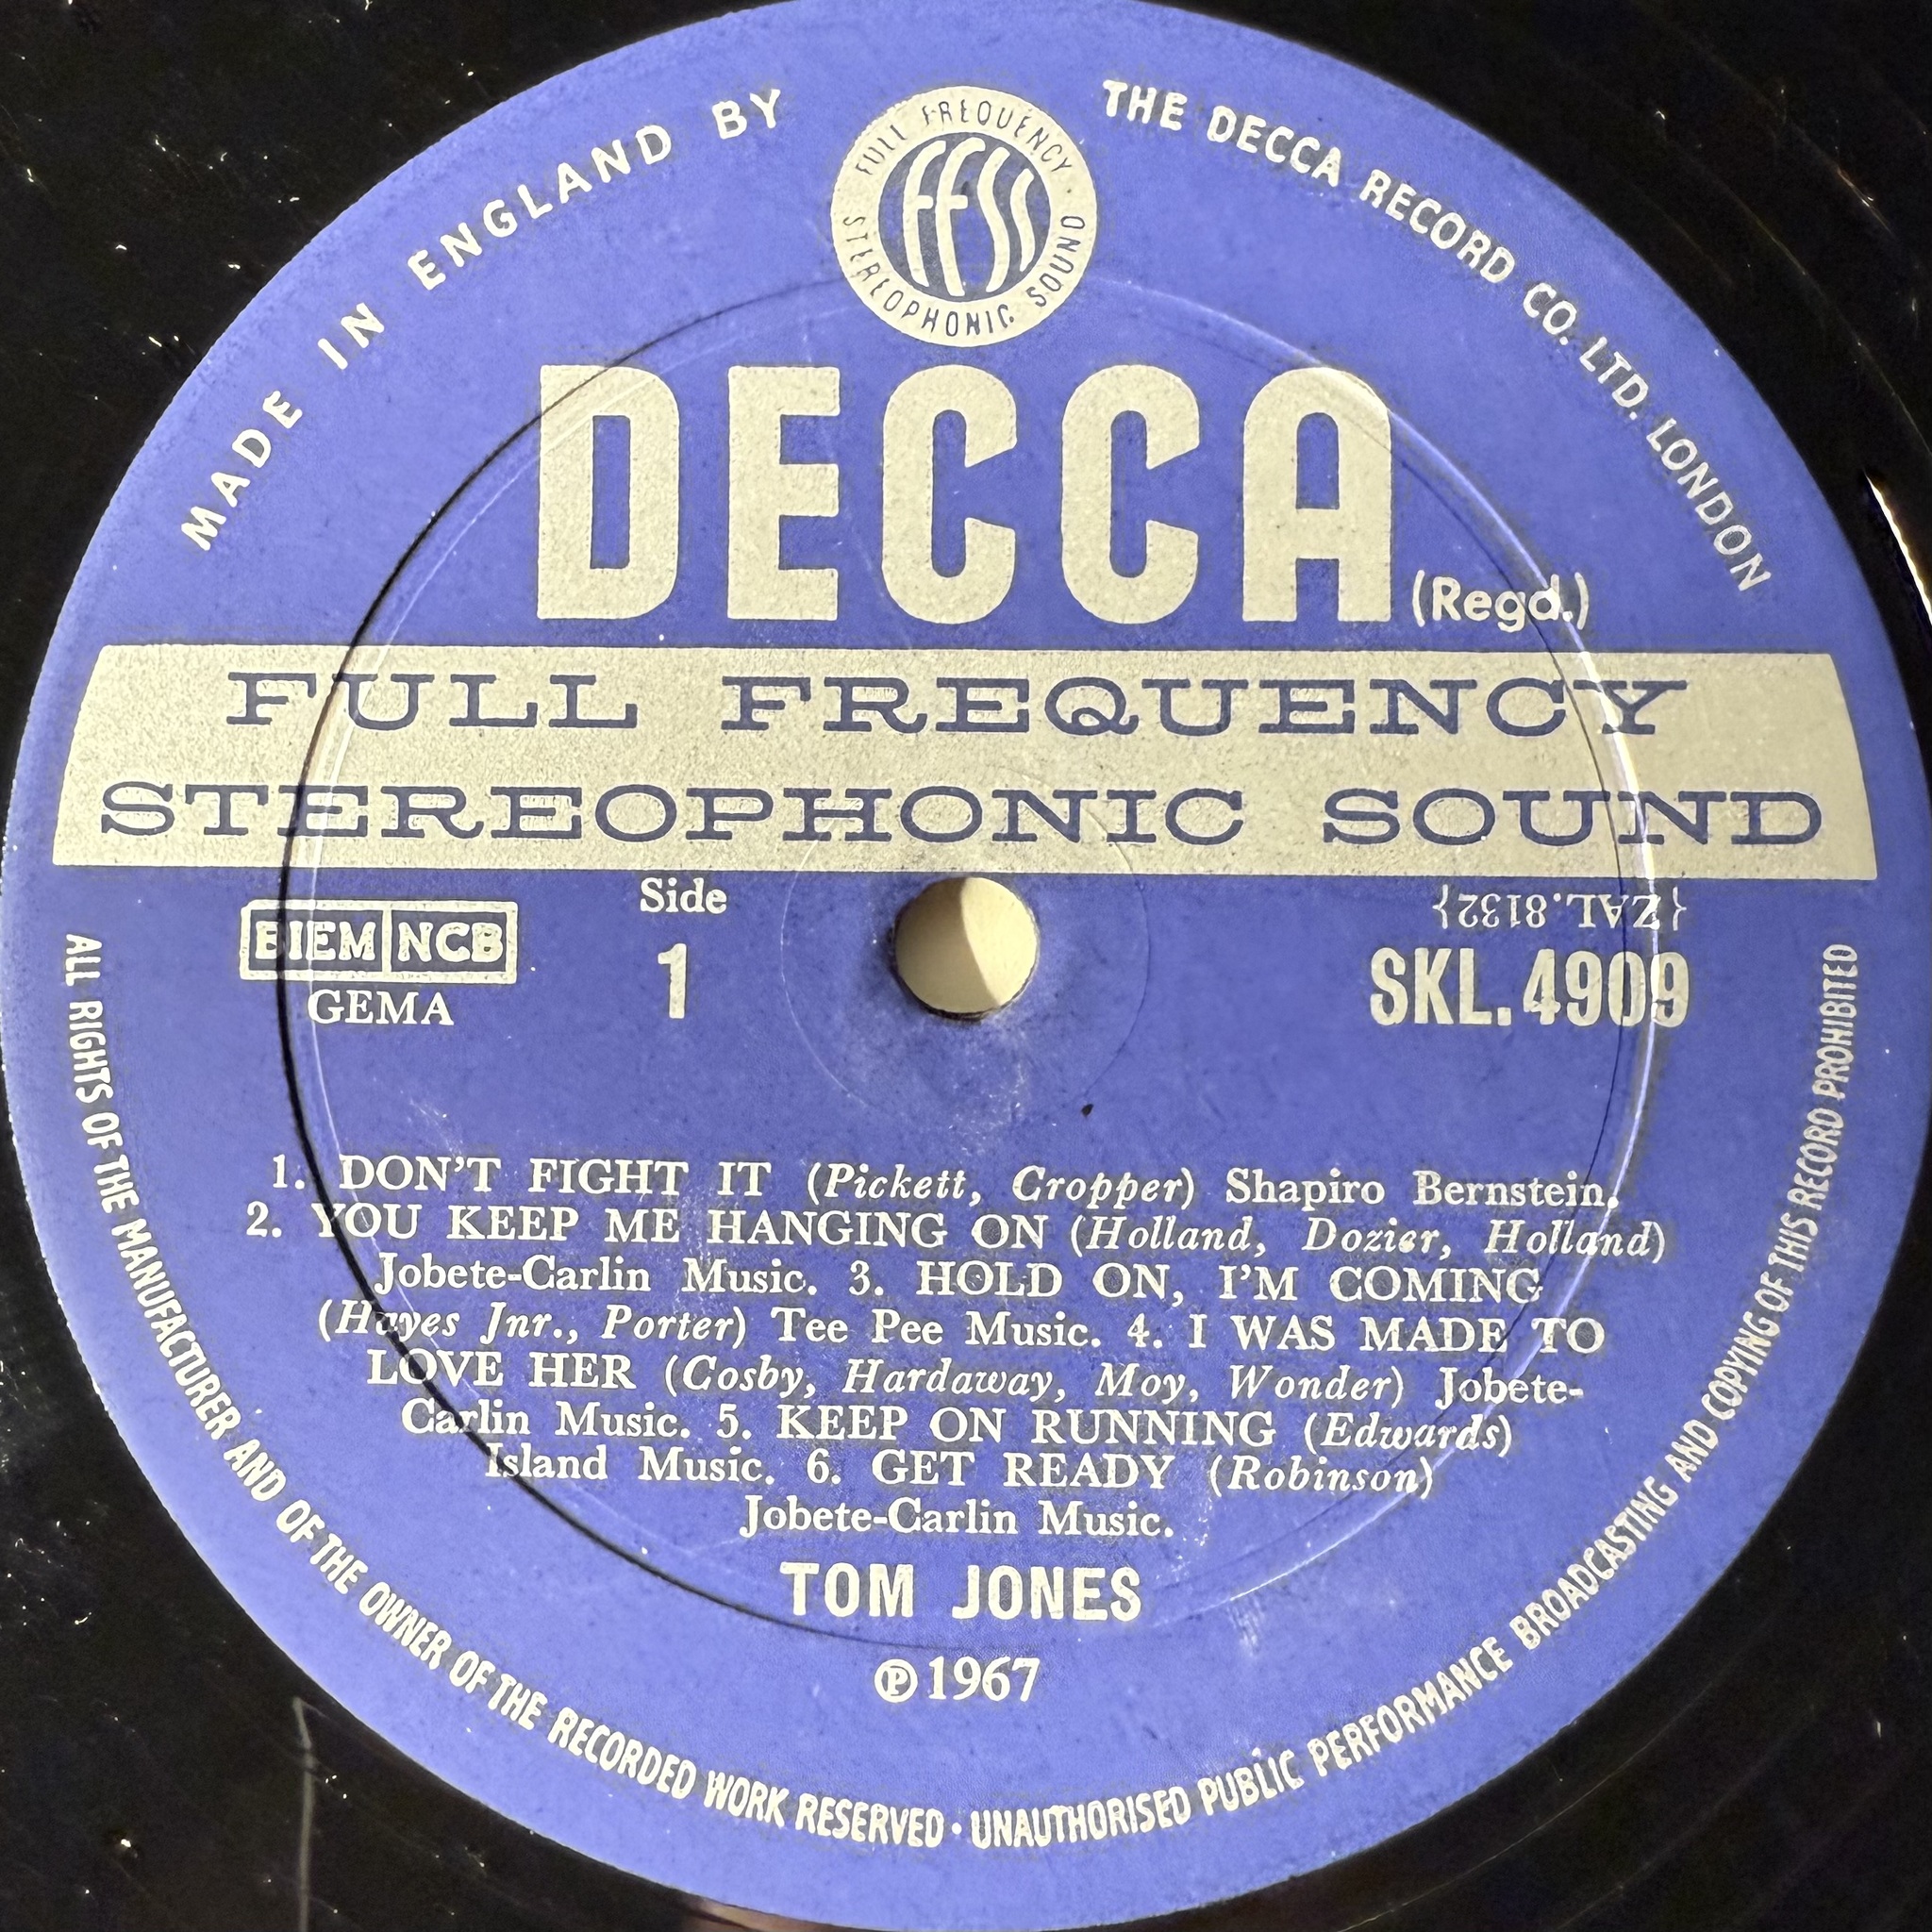 MADE IN ENGLAND BY
THE DECCA RECORD CO. LTD. LONDON
FULL FREQUENCY
FFSS
STEREOPHONIC SOUND
DECCA
(Regd.)
FULL FREQUENCY
STEREOPHONIC SOUND
BIEM NCB
GEMA
Side
1
{ZAL.8132}
SKL.4909
1. DON'T FIGHT IT (Pickett, Cropper) Shapiro Bernstein.
2. YOU KEEP ME HANGING ON (Holland, Dozier, Holland)
Jobete-Carlin Music. 3. HOLD ON, I'M COMING
(Hayes Jnr., Porter) Tee Pee Music. 4. I WAS MADE TO
LOVE HER (Cosby, Hardaway, Moy, Wonder) Jobete-
Carlin Music. 5. KEEP ON RUNNING (Edwards)
Island Music. 6. GET READY (Robinson)
Jobete-Carlin Music.
TOM JONES
℗ 1967
ALL RIGHTS OF THE MANUFACTURER AND OF THE OWNER OF THE RECORDED WORK RESERVED · UNAUTHORISED PUBLIC PERFORMANCE BROADCASTING AND COPYING OF THIS RECORD PROHIBITED